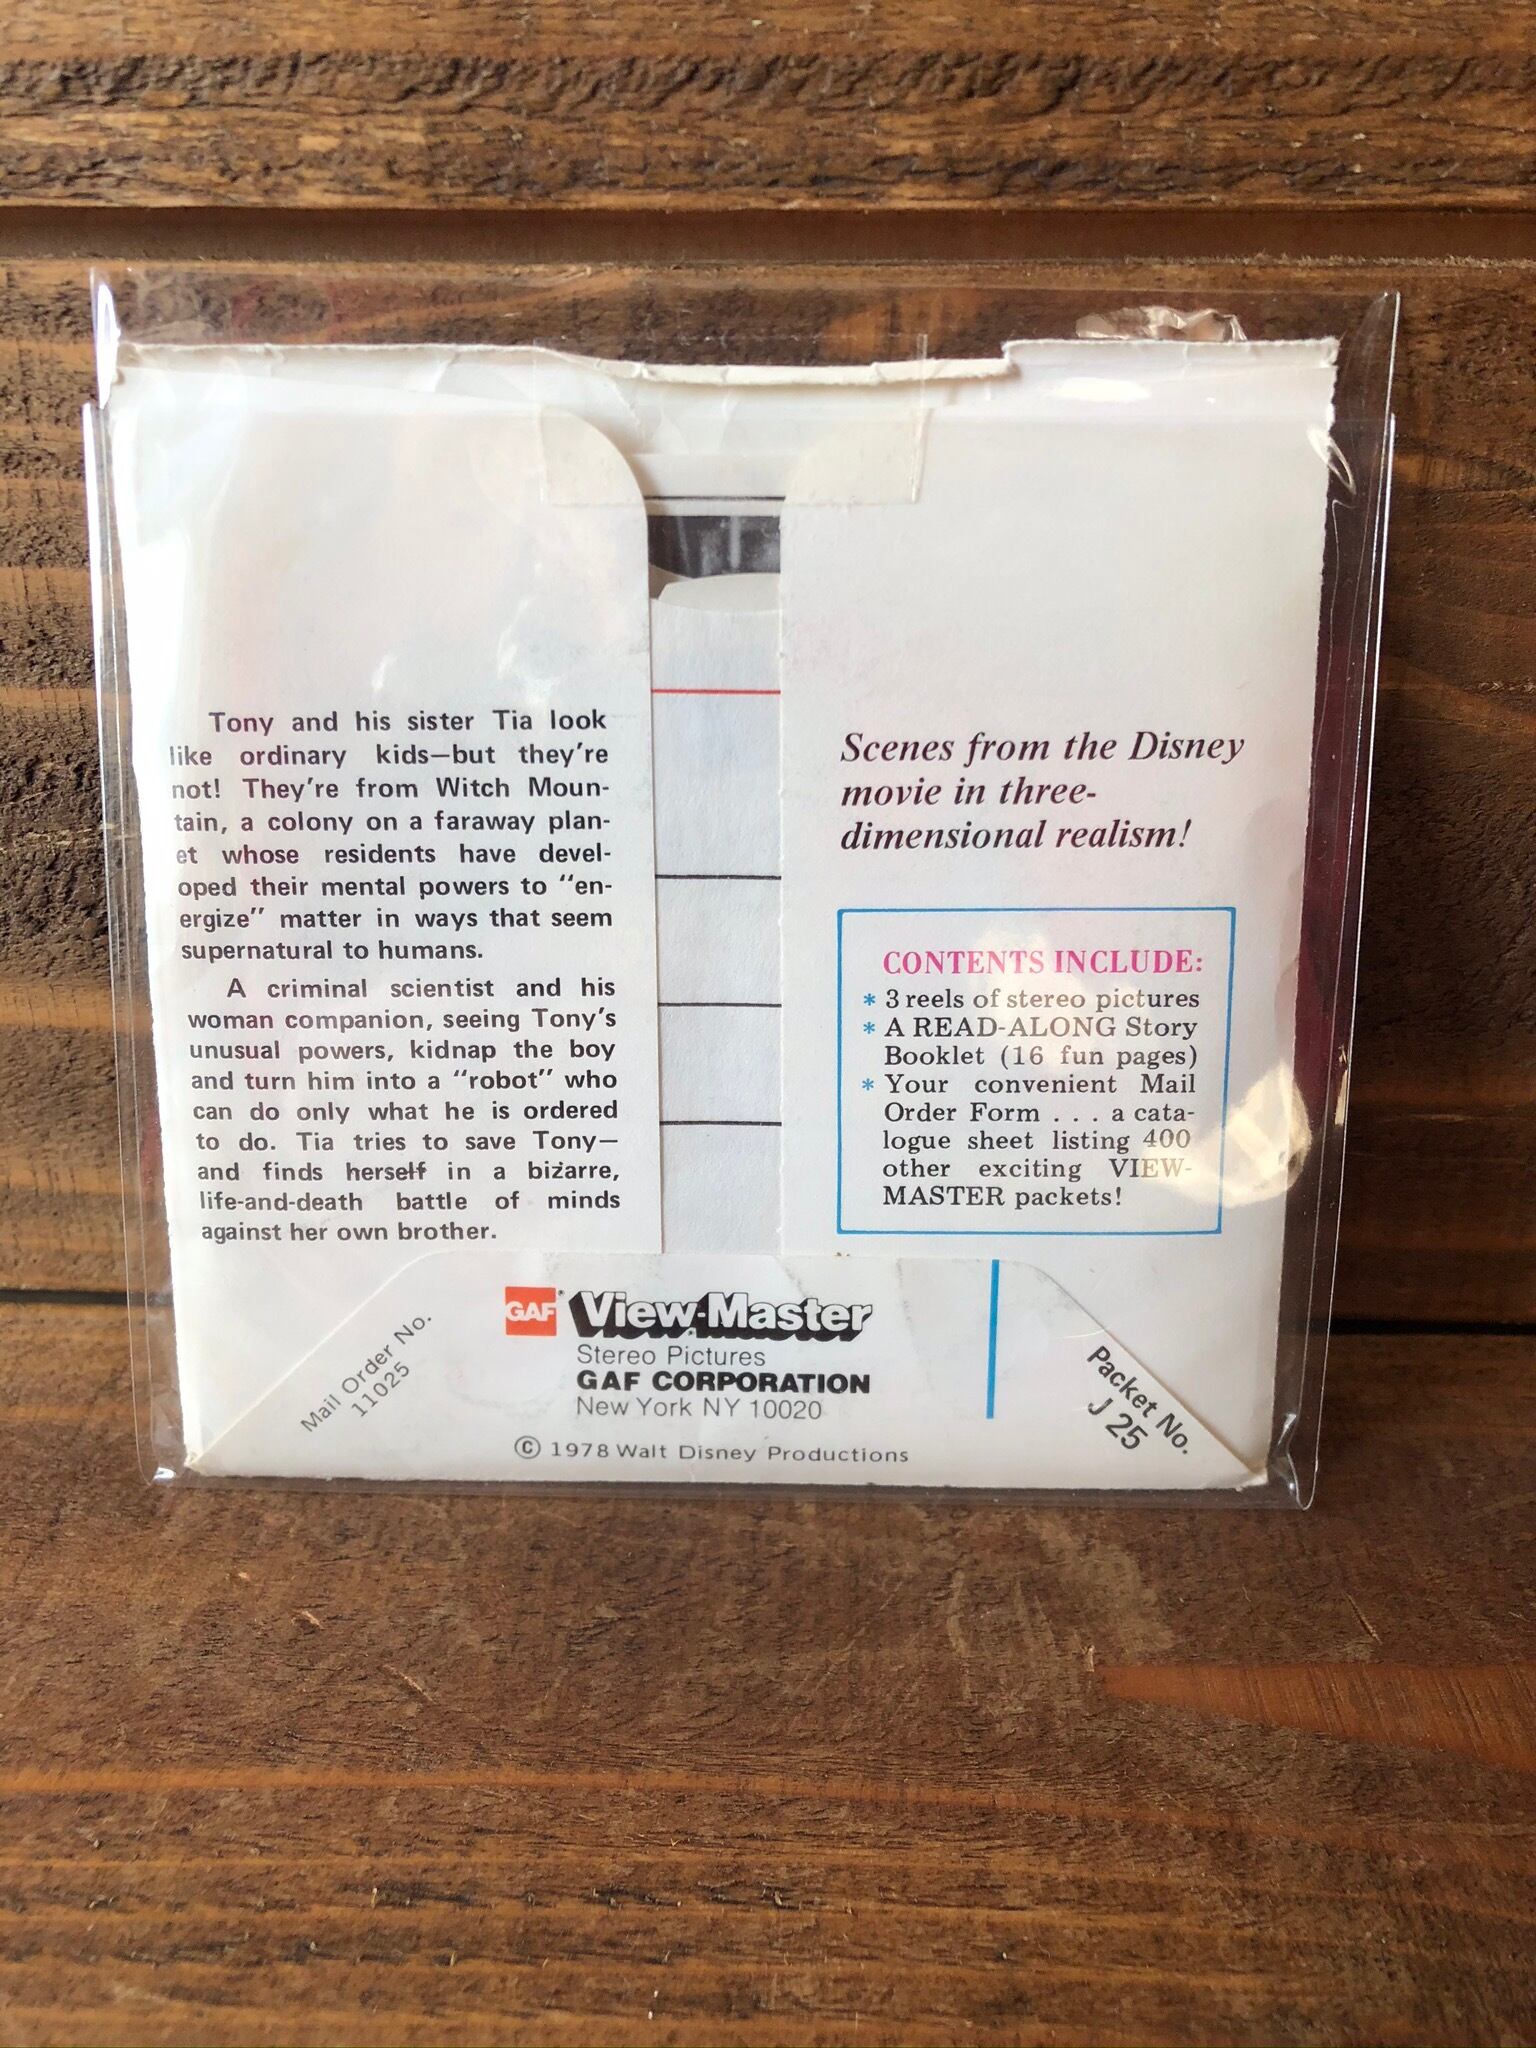 Tony and his sister Tia look
like ordinary kids—but they're
not! They're from Witch Moun-
tain, a colony on a faraway plan-
et whose residents have devel-
oped their mental powers to "en-
ergize" matter in ways that seem
supernatural to humans.
A criminal scientist and his
woman companion, seeing Tony's
unusual powers, kidnap the boy
and turn him into a "robot" who
can do only what he is ordered
to do. Tia tries to save Tony—
and finds herself in a bizarre,
life-and-death battle of minds
against her own brother.
Scenes from the Disney
movie in three-
dimensional realism!
CONTENTS INCLUDE:
* 3 reels of stereo pictures
* A READ-ALONG Story
Booklet (16 fun pages)
* Your convenient Mail
Order Form . . . a cata-
logue sheet listing 400
other exciting VIEW-
MASTER packets!
Mail Order No.
11025
GAF® View-Master®
Stereo Pictures
GAF CORPORATION
New York NY 10020
© 1978 Walt Disney Productions
Packet No.
J 25